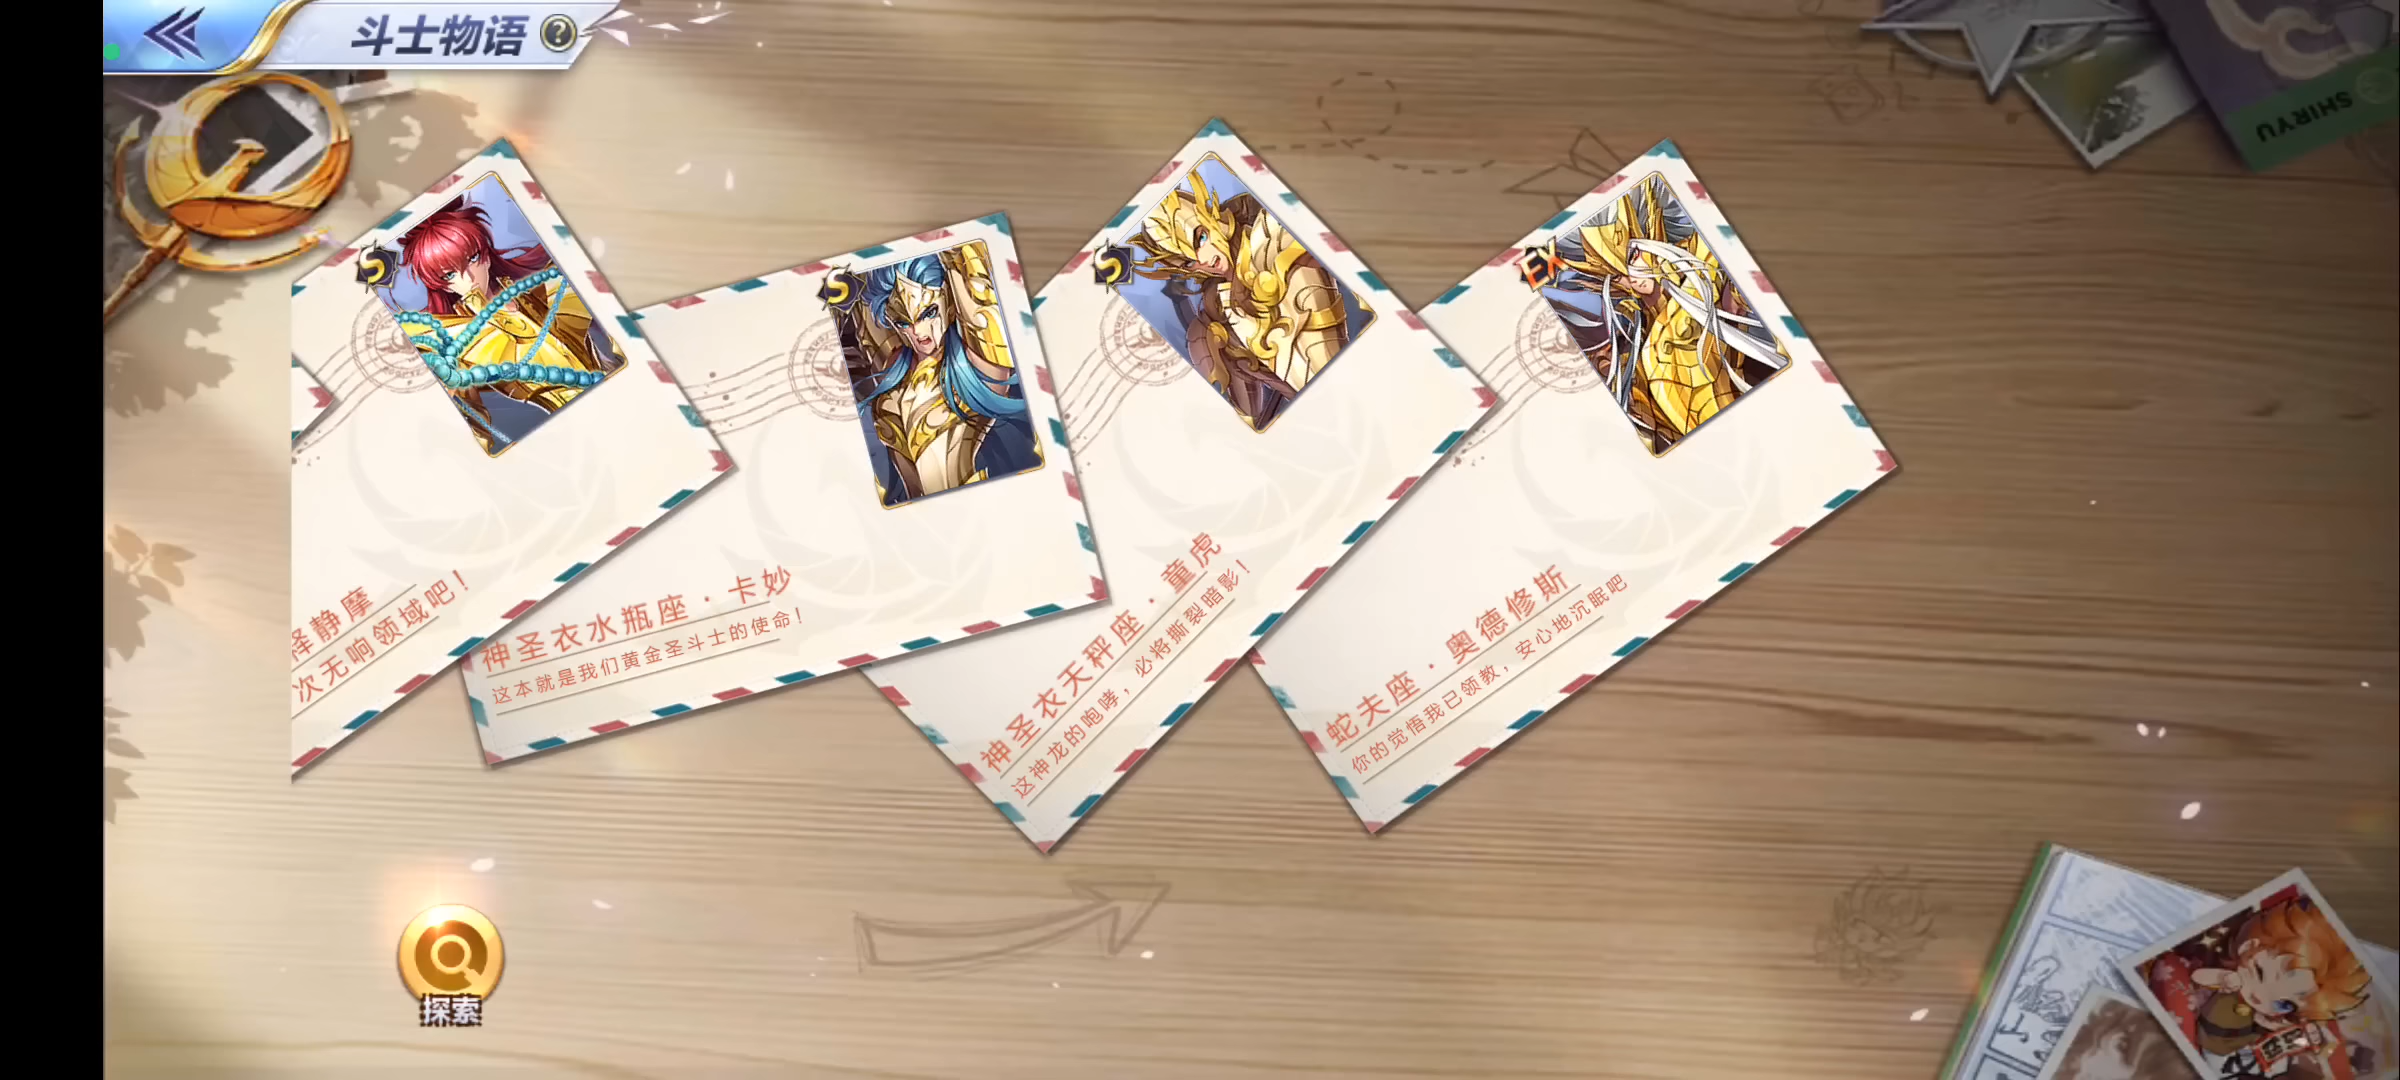 斗士物语
?
SHIRYU
S
择静摩
次无响领域吧！
S
神圣衣水瓶座·卡妙
这本就是我们黄金圣斗士的使命！
S
神圣衣天秤座·童虎
这神龙的咆哮，必将撕裂暗影！
EX
蛇夫座·奥德修斯
你的觉悟我已领教，安心地沉眠吧
探索